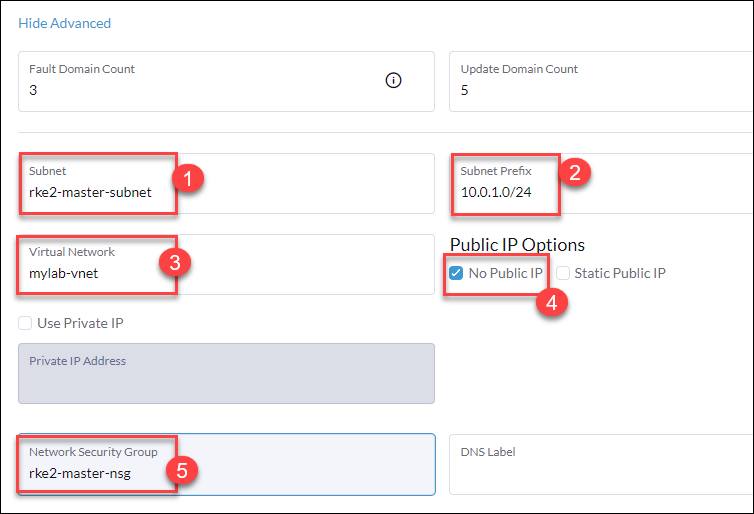 Hide Advanced
Fault Domain Count
3
Update Domain Count
5
Subnet
rke2-master-subnet
1
Subnet Prefix
10.0.1.0/24
2
Virtual Network
mylab-vnet
3
Public IP Options
No Public IP
Static Public IP
4
Use Private IP
Private IP Address
Network Security Group
rke2-master-nsg
5
DNS Label